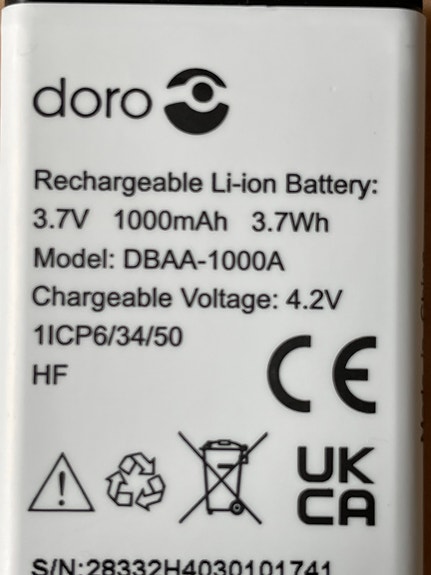 doro
Rechargeable Li-ion Battery:
3.7V 1000mAh 3.7Wh
Model: DBAA-1000A
Chargeable Voltage: 4.2V
1ICP6/34/50
HF
CE
UK
CA
S/N:28332H4030101741